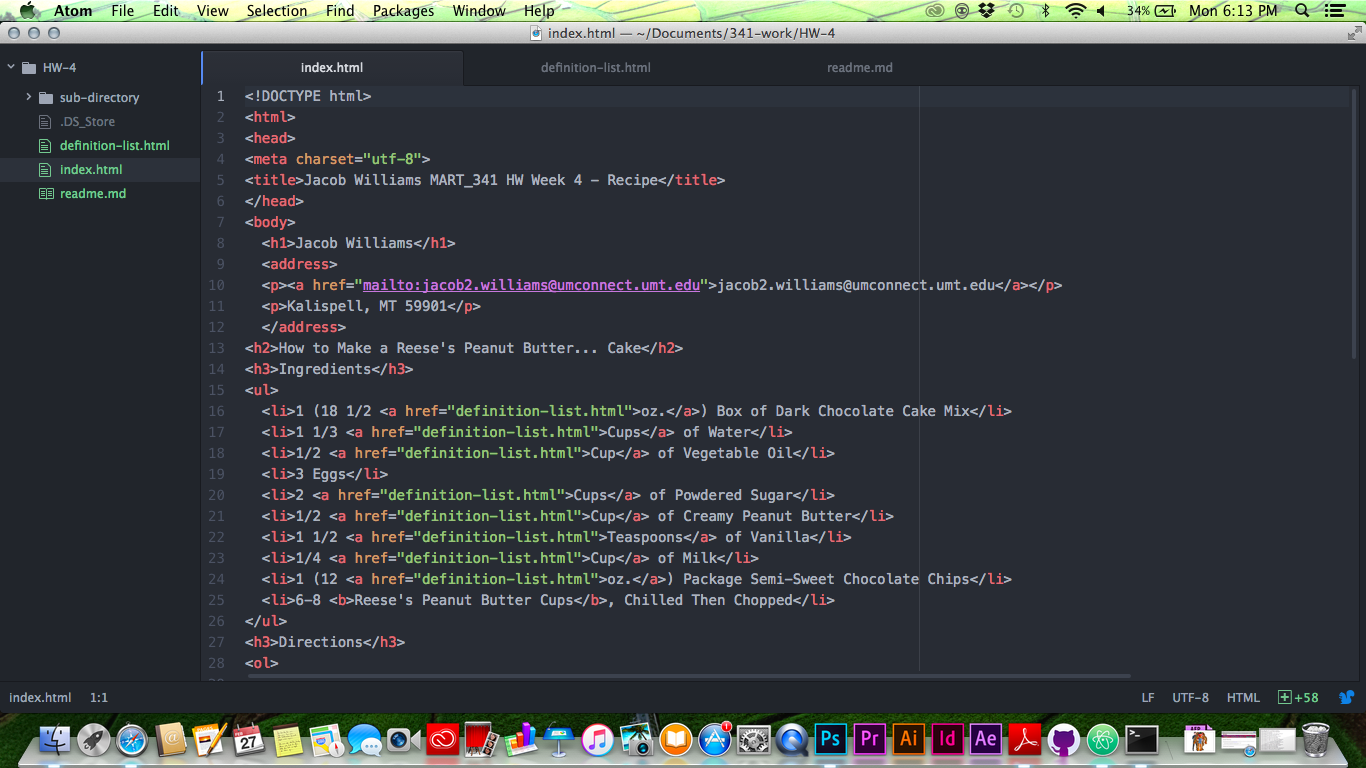 Atom File Edit View Selection Find Packages Window Help 34% Mon 6:13 PM
index.html — ~/Documents/341-work/HW-4
HW-4
sub-directory
.DS_Store
definition-list.html
index.html
readme.md
index.html definition-list.html readme.md
1 <!DOCTYPE html>
2 <html>
3 <head>
4 <meta charset="utf-8">
5 <title>Jacob Williams MART_341 HW Week 4 - Recipe</title>
6 </head>
7 <body>
8 <h1>Jacob Williams</h1>
9 <address>
10 <p><a href="mailto:jacob2.williams@umconnect.umt.edu">jacob2.williams@umconnect.umt.edu</a></p>
11 <p>Kalispell, MT 59901</p>
12 </address>
13 <h2>How to Make a Reese's Peanut Butter... Cake</h2>
14 <h3>Ingredients</h3>
15 <ul>
16 <li>1 (18 1/2 <a href="definition-list.html">oz.</a>) Box of Dark Chocolate Cake Mix</li>
17 <li>1 1/3 <a href="definition-list.html">Cups</a> of Water</li>
18 <li>1/2 <a href="definition-list.html">Cup</a> of Vegetable Oil</li>
19 <li>3 Eggs</li>
20 <li>2 <a href="definition-list.html">Cups</a> of Powdered Sugar</li>
21 <li>1/2 <a href="definition-list.html">Cup</a> of Creamy Peanut Butter</li>
22 <li>1 1/2 <a href="definition-list.html">Teaspoons</a> of Vanilla</li>
23 <li>1/4 <a href="definition-list.html">Cup</a> of Milk</li>
24 <li>1 (12 <a href="definition-list.html">oz.</a>) Package Semi-Sweet Chocolate Chips</li>
25 <li>6-8 <b>Reese's Peanut Butter Cups</b>, Chilled Then Chopped</li>
26 </ul>
27 <h3>Directions</h3>
28 <ol>
index.html 1:1 LF UTF-8 HTML +58
FEB
27
1
Ps Pr Ai Id Ae